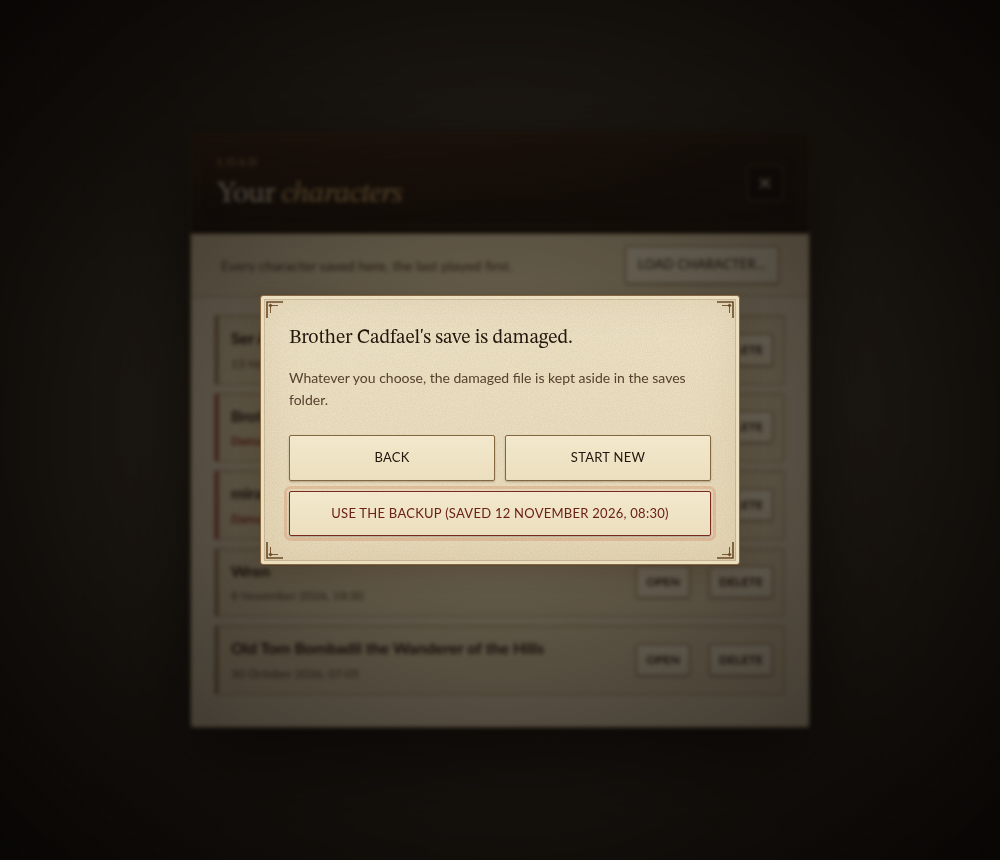 LOAD
Your characters
Every character saved here, the last played first.
LOAD CHARACTER...
Brother Cadfael's save is damaged.
Whatever you choose, the damaged file is kept aside in the saves
folder.
BACK
START NEW
USE THE BACKUP (SAVED 12 NOVEMBER 2026, 08:30)
Wren
OPEN
DELETE
Old Tom Bombadil the Wanderer of the Hills
OPEN
DELETE